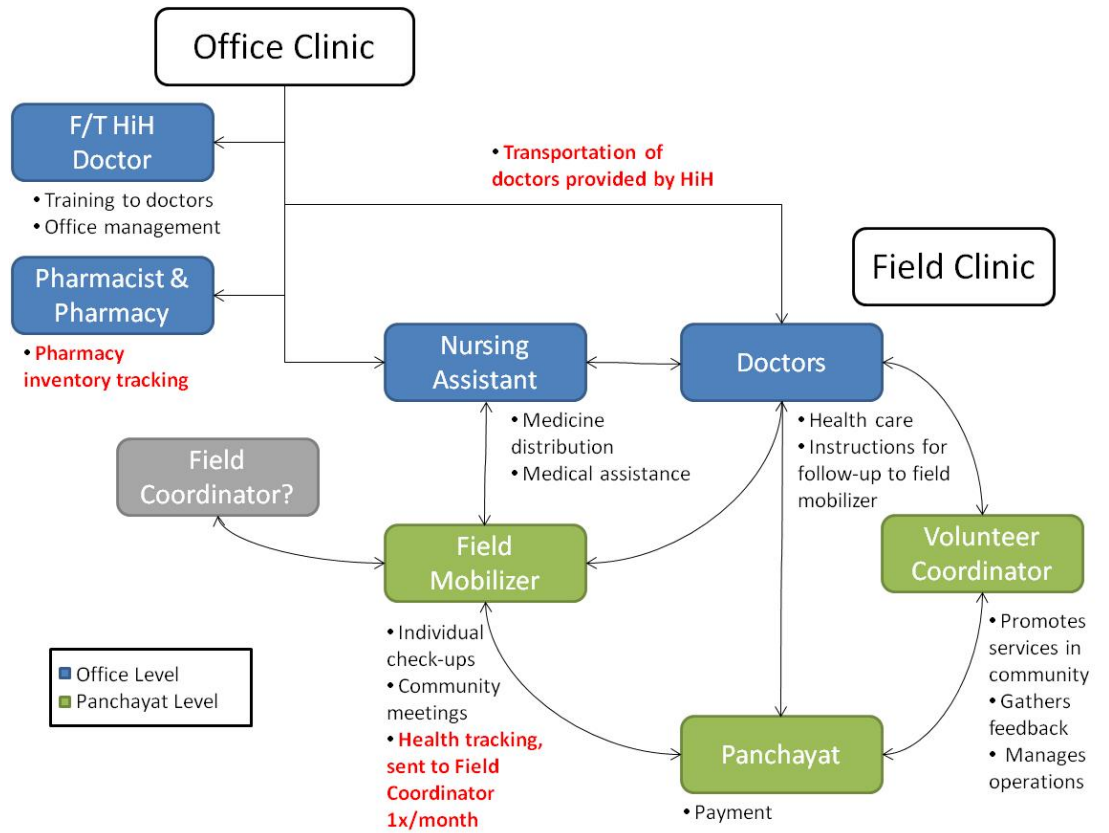 Office Clinic
F/T HiH
Doctor
• Training to doctors
• Office management
• Transportation of
doctors provided by HiH
Field Clinic
Pharmacist &
Pharmacy
• Pharmacy
inventory tracking
Nursing
Assistant
• Medicine
distribution
• Medical assistance
Doctors
• Health care
• Instructions for
follow-up to field
mobilizer
Field
Coordinator?
Field
Mobilizer
• Individual
check-ups
• Community
meetings
• Health tracking,
sent to Field
Coordinator
1x/month
Volunteer
Coordinator
• Promotes
services in
community
• Gathers
feedback
• Manages
operations
Office Level
Panchayat Level
Panchayat
• Payment